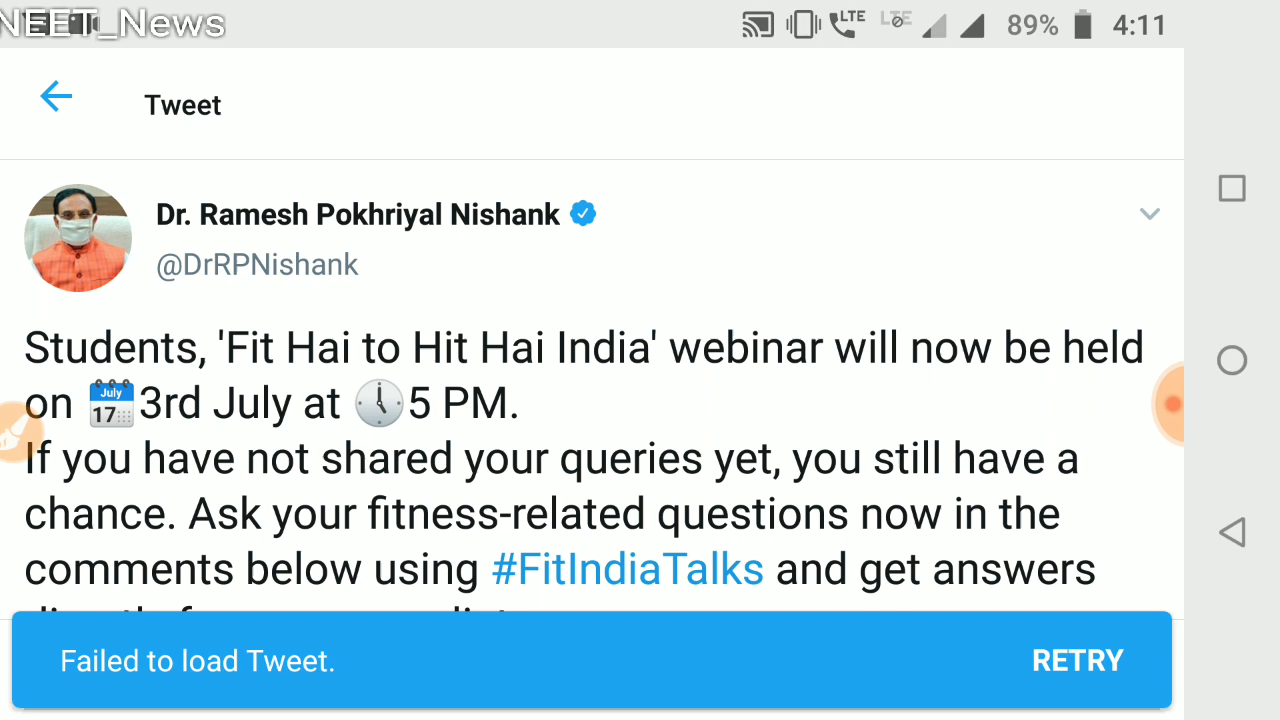 NEET_News
LTE LTE 89% 4:11
Tweet
Dr. Ramesh Pokhriyal Nishank
@DrRPNishank
Students, 'Fit Hai to Hit Hai India' webinar will now be held
on 📅3rd July at 🕔5 PM.
If you have not shared your queries yet, you still have a
chance. Ask your fitness-related questions now in the
comments below using #FitIndiaTalks and get answers
Failed to load Tweet.
RETRY